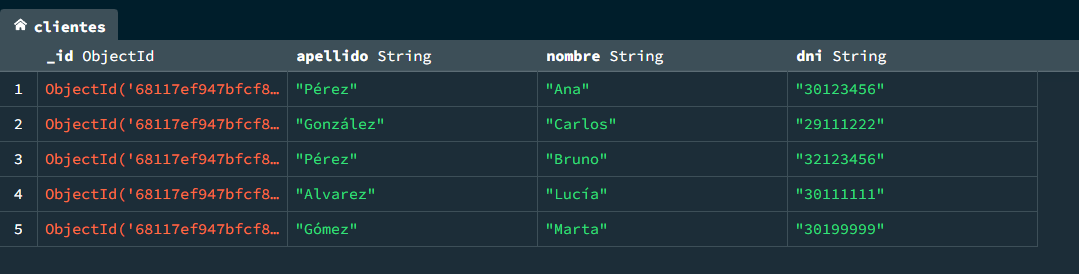 clientes
_id ObjectId apellido String nombre String dni String
1 ObjectId('68117ef947bfcf8… "Pérez" "Ana" "30123456"
2 ObjectId('68117ef947bfcf8… "González" "Carlos" "29111222"
3 ObjectId('68117ef947bfcf8… "Pérez" "Bruno" "32123456"
4 ObjectId('68117ef947bfcf8… "Alvarez" "Lucía" "30111111"
5 ObjectId('68117ef947bfcf8… "Gómez" "Marta" "30199999"